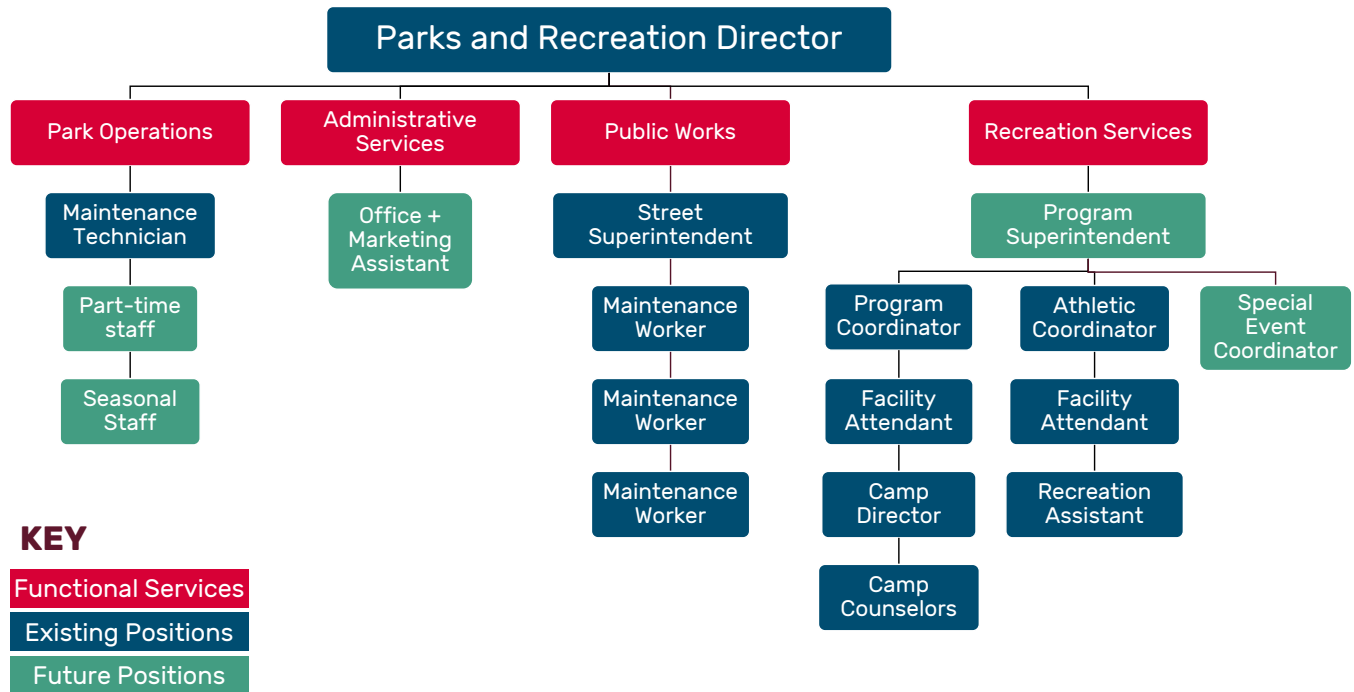 Parks and Recreation Director
Park Operations
Administrative
Services
Public Works
Recreation Services
Maintenance
Technician
Office +
Marketing
Assistant
Street
Superintendent
Program
Superintendent
Part-time
staff
Maintenance
Worker
Program
Coordinator
Athletic
Coordinator
Special
Event
Coordinator
Seasonal
Staff
Maintenance
Worker
Facility
Attendant
Facility
Attendant
Maintenance
Worker
Camp
Director
Recreation
Assistant
Camp
Counselors
KEY
Functional Services
Existing Positions
Future Positions